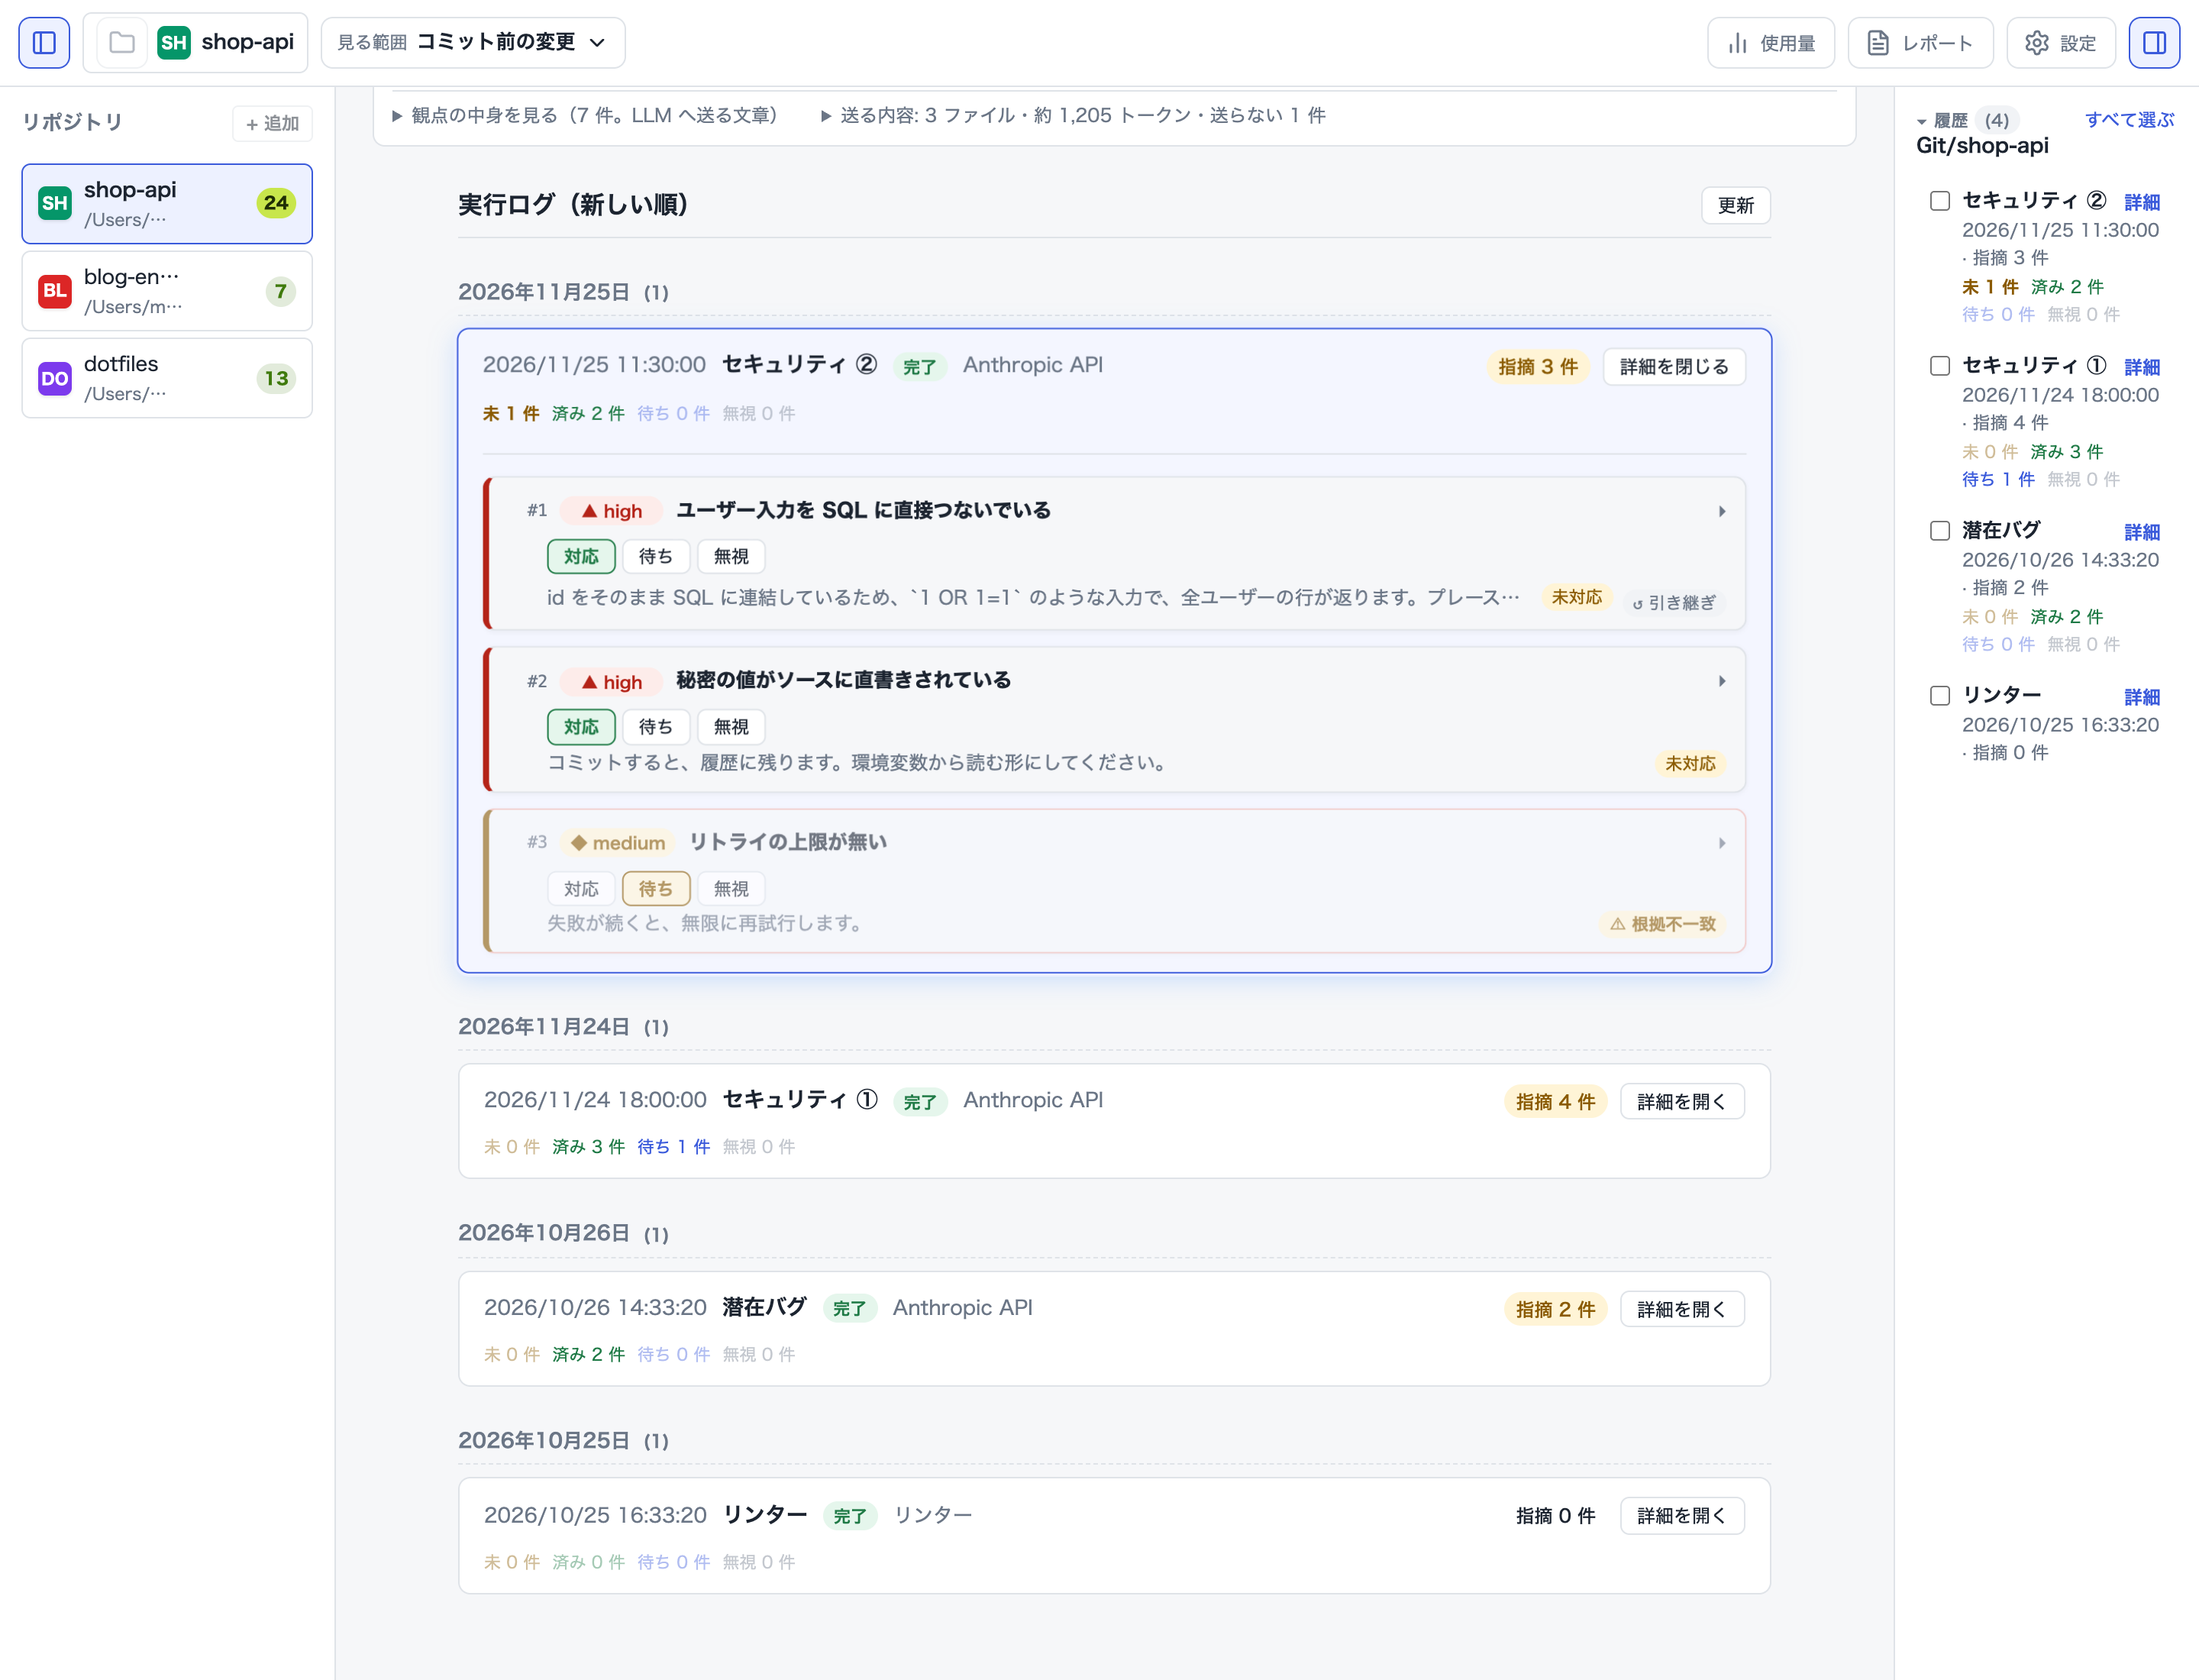 SH shop-api 見る範囲 コミット前の変更 使用量 レポート 設定
リポジトリ + 追加
SH shop-api 24
/Users/…
BL blog-en… 7
/Users/m…
DO dotfiles 13
/Users/…
▶ 観点の中身を見る（7 件。LLM へ送る文章） ▶ 送る内容: 3 ファイル・約 1,205 トークン・送らない 1 件
実行ログ（新しい順） 更新
2026年11月25日 (1)
2026/11/25 11:30:00 セキュリティ ② 完了 Anthropic API 指摘 3 件 詳細を閉じる
未 1 件 済み 2 件 待ち 0 件 無視 0 件
#1 ▲ high ユーザー入力を SQL に直接つないでいる
対応 待ち 無視
id をそのまま SQL に連結しているため、`1 OR 1=1` のような入力で、全ユーザーの行が返ります。プレース… 未対応 ↺ 引き継ぎ
#2 ▲ high 秘密の値がソースに直書きされている
対応 待ち 無視
コミットすると、履歴に残ります。環境変数から読む形にしてください。 未対応
#3 ◆ medium リトライの上限が無い
対応 待ち 無視
失敗が続くと、無限に再試行します。 ⚠ 根拠不一致
2026年11月24日 (1)
2026/11/24 18:00:00 セキュリティ ① 完了 Anthropic API 指摘 4 件 詳細を開く
未 0 件 済み 3 件 待ち 1 件 無視 0 件
2026年10月26日 (1)
2026/10/26 14:33:20 潜在バグ 完了 Anthropic API 指摘 2 件 詳細を開く
未 0 件 済み 2 件 待ち 0 件 無視 0 件
2026年10月25日 (1)
2026/10/25 16:33:20 リンター 完了 リンター 指摘 0 件 詳細を開く
未 0 件 済み 0 件 待ち 0 件 無視 0 件
履歴 (4) すべて選ぶ
Git/shop-api
セキュリティ ② 詳細
2026/11/25 11:30:00
· 指摘 3 件
未 1 件 済み 2 件
待ち 0 件 無視 0 件
セキュリティ ① 詳細
2026/11/24 18:00:00
· 指摘 4 件
未 0 件 済み 3 件
待ち 1 件 無視 0 件
潜在バグ 詳細
2026/10/26 14:33:20
· 指摘 2 件
未 0 件 済み 2 件
待ち 0 件 無視 0 件
リンター 詳細
2026/10/25 16:33:20
· 指摘 0 件